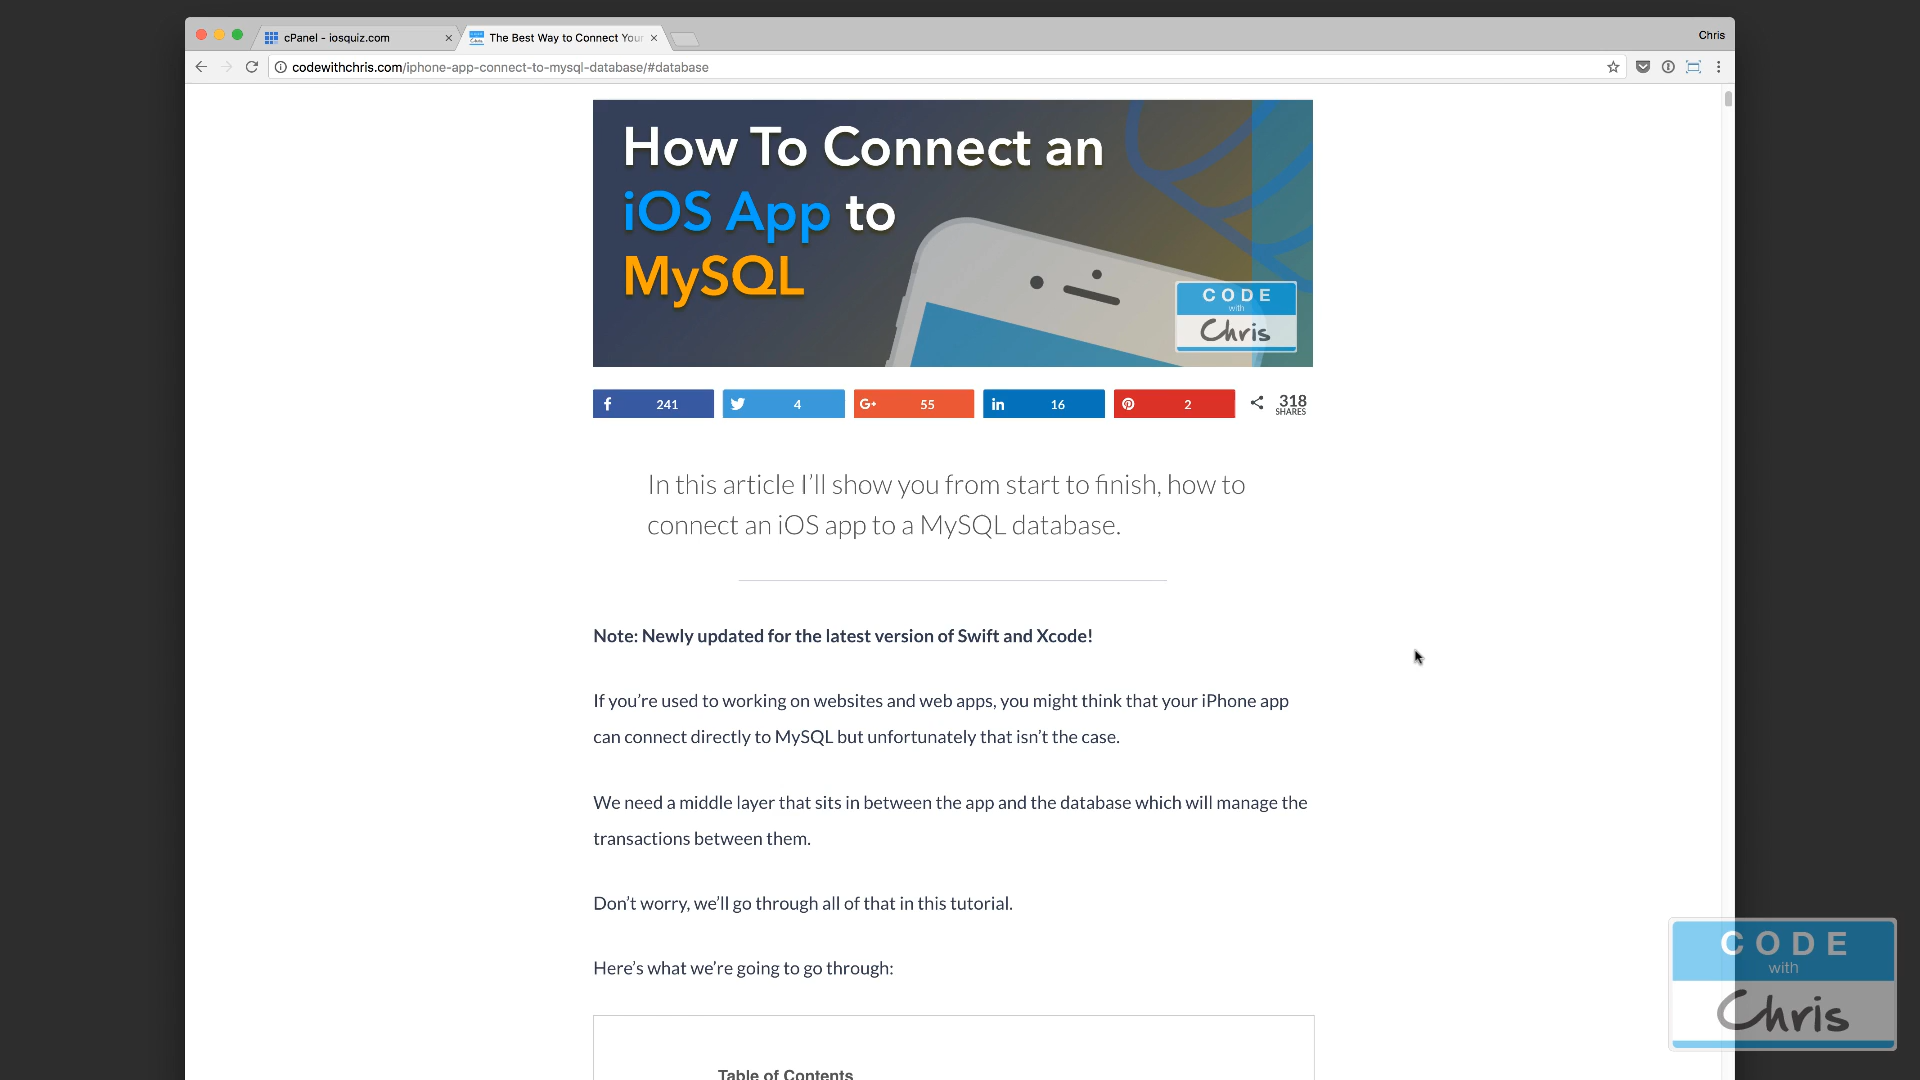 cPanel - iosquiz.com
The Best Way to Connect Your
Chris
codewithchris.com/iphone-app-connect-to-mysql-database/#database
How To Connect an
iOS App to
MySQL
CODE
with
Chris
241
4
55
16
2
318
SHARES
In this article I’ll show you from start to finish, how to
connect an iOS app to a MySQL database.
Note: Newly updated for the latest version of Swift and Xcode!
If you’re used to working on websites and web apps, you might think that your iPhone app
can connect directly to MySQL but unfortunately that isn’t the case.
We need a middle layer that sits in between the app and the database which will manage the
transactions between them.
Don’t worry, we’ll go through all of that in this tutorial.
Here’s what we’re going to go through:
Table of Contents
CODE
with
Chris